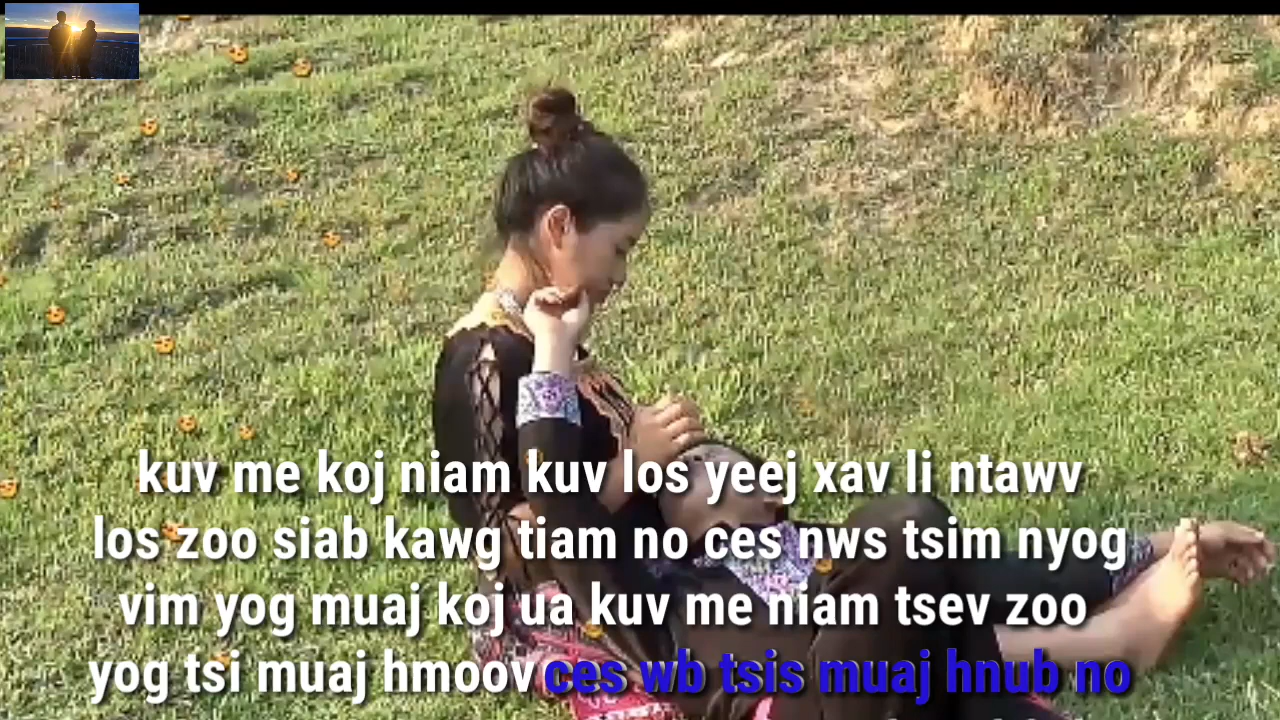 kuv me koj niam kuv los yeej xav li ntawv
los zoo siab kawg tiam no ces nws tsim nyog
vim yog muaj koj ua kuv me niam tsev zoo
yog tsi muaj hmoov ces wb tsis muaj hnub no